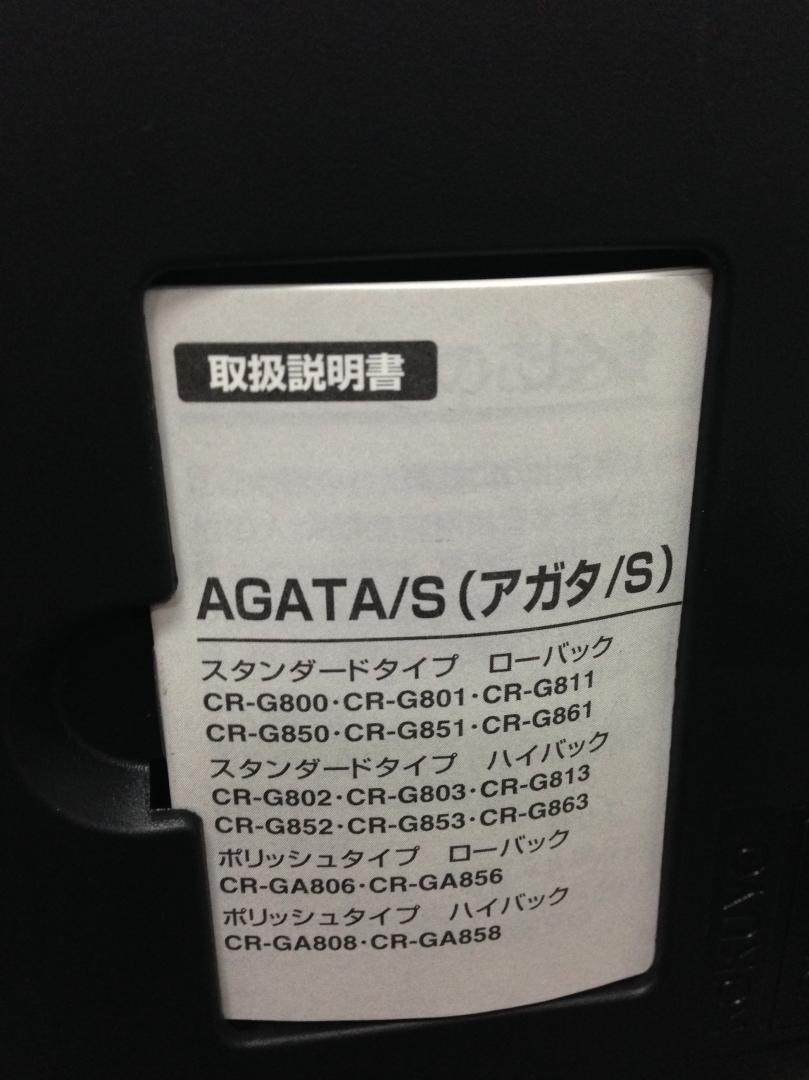 取扱説明書
AGATA/S(アガタ/S)
スタンダードタイプ ローバック
CR-G800・CR-G801・CR-G811
CR-G850・CR-G851・CR-G861
スタンダードタイプ ハイバック
CR-G802・CR-G803・CR-G813
CR-G852・CR-G853・CR-G863
ポリッシュタイプ ローバック
CR-GA806・CR-GA856
ポリッシュタイプ ハイバック
CR-GA808・CR-GA858